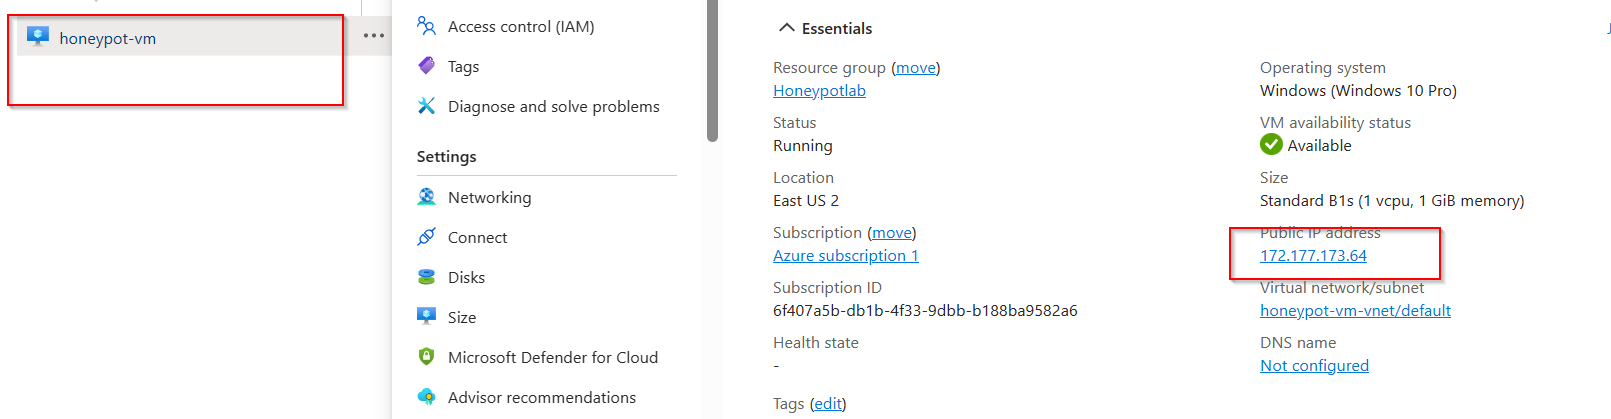 honeypot-vm
...
Access control (IAM)
Tags
Diagnose and solve problems
Settings
Networking
Connect
Disks
Size
Microsoft Defender for Cloud
Advisor recommendations
Essentials
Resource group (move)
Honeypotlab
Status
Running
Location
East US 2
Subscription (move)
Azure subscription 1
Subscription ID
6f407a5b-db1b-4f33-9dbb-b188ba9582a6
Health state
-
Tags (edit)
Operating system
Windows (Windows 10 Pro)
VM availability status
Available
Size
Standard B1s (1 vcpu, 1 GiB memory)
Public IP address
172.177.173.64
Virtual network/subnet
honeypot-vm-vnet/default
DNS name
Not configured